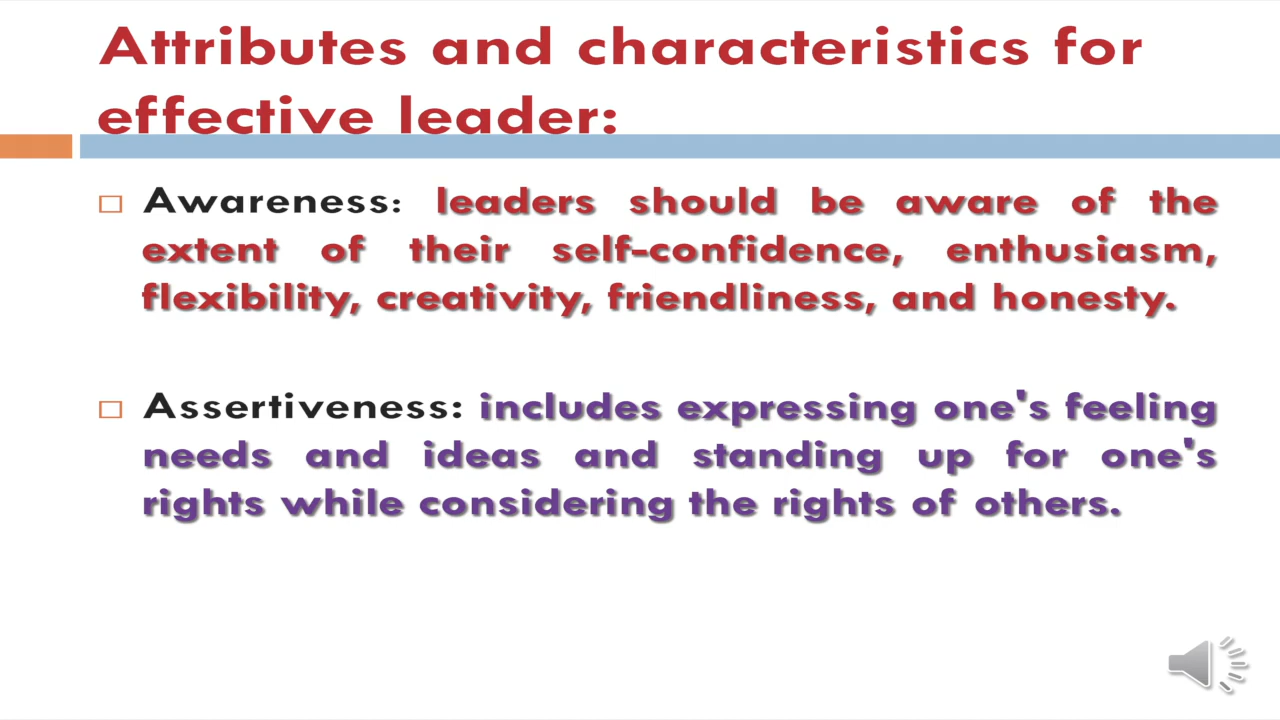 Attributes and characteristics for
effective leader:
Awareness: leaders should be aware of the
extent of their self-confidence, enthusiasm,
flexibility, creativity, friendliness, and honesty.
Assertiveness: includes expressing one's feeling
needs and ideas and standing up for one's
rights while considering the rights of others.